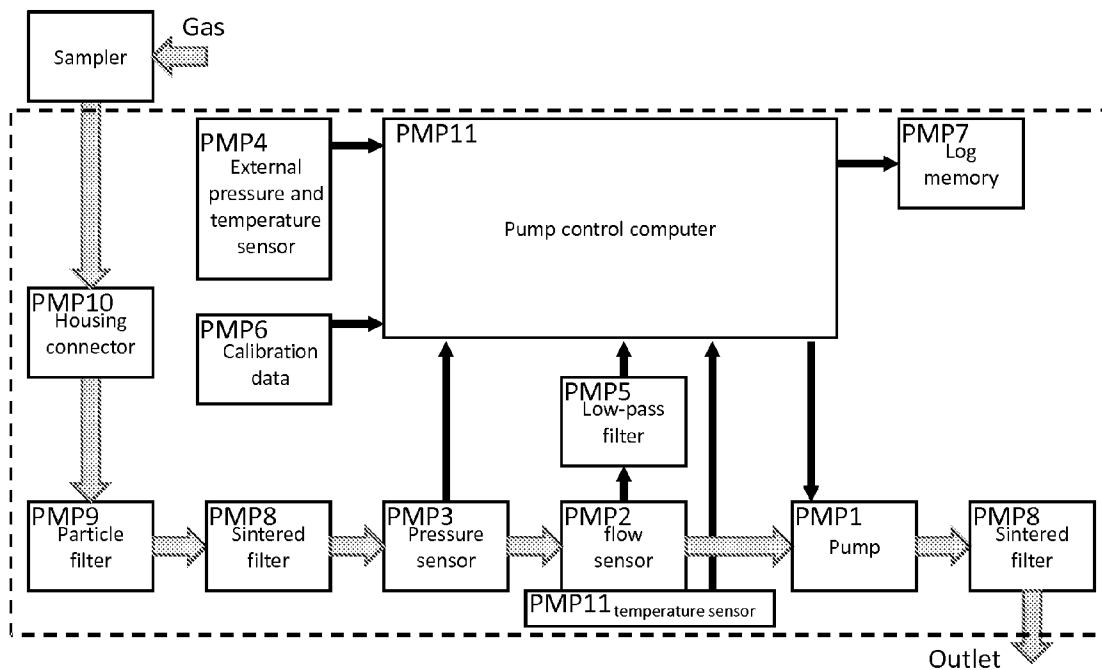 Gas
Sampler
PMP4
External
pressure and
temperature
sensor
PMP11
Pump control computer
PMP7
Log
memory
PMP10
Housing
connector
PMP6
Calibration
data
PMP5
Low-pass
filter
PMP9
Particle
filter
PMP8
Sintered
filter
PMP3
Pressure
sensor
PMP2
flow
sensor
PMP11 temperature sensor
PMP1
Pump
PMP8
Sintered
filter
Outlet